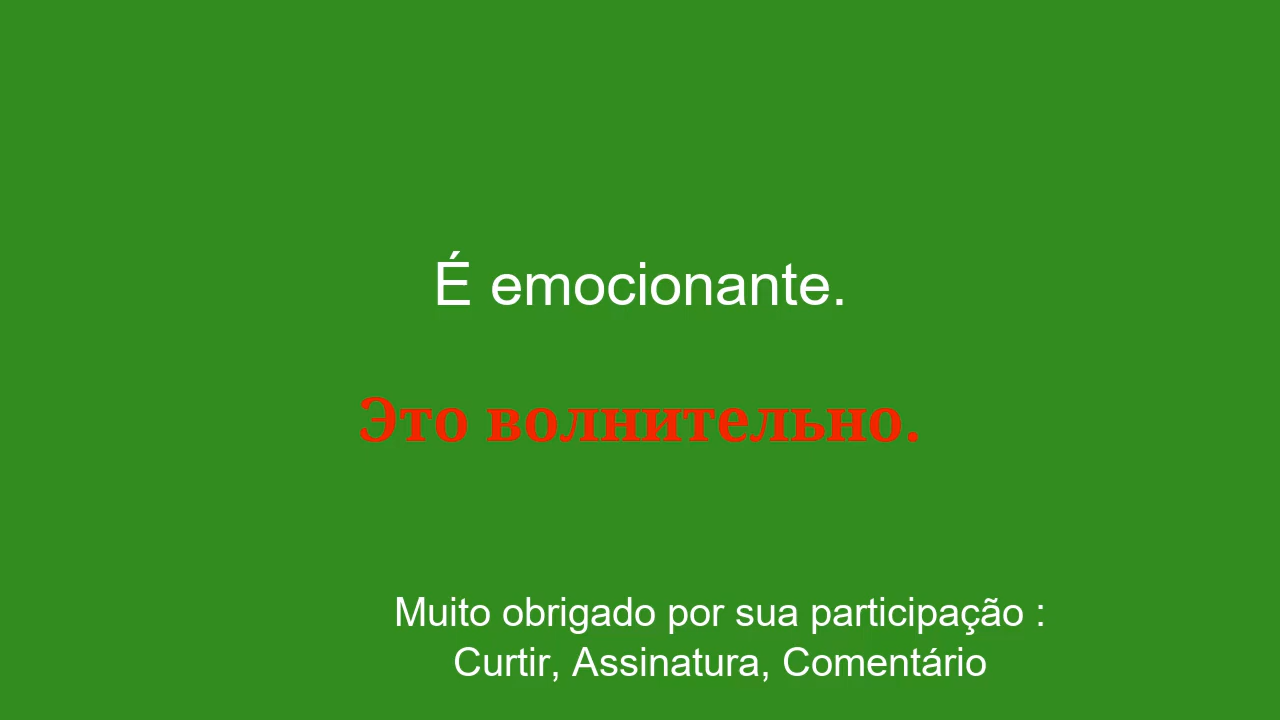 É emocionante.
Это волнительно.
Muito obrigado por sua participação :
Curtir, Assinatura, Comentário